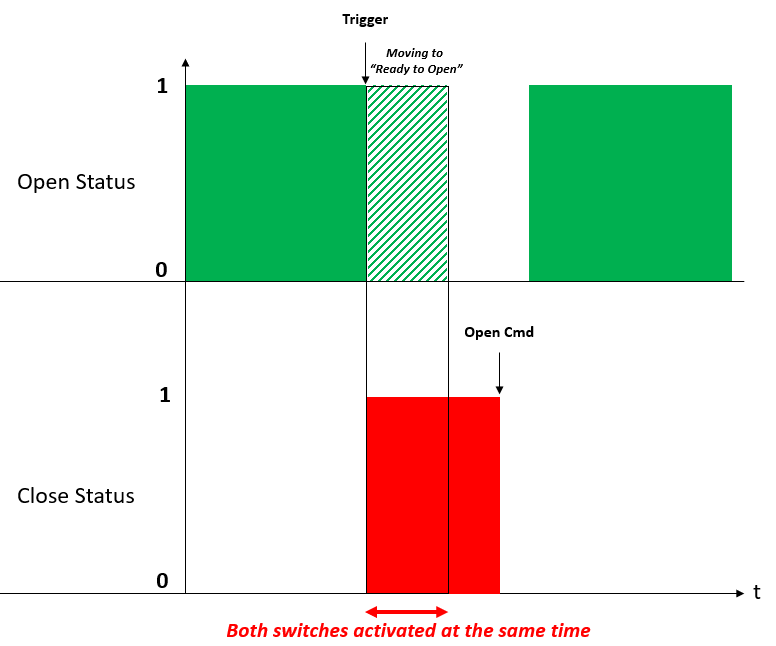 Trigger
Moving to
“Ready to Open”
1
Open Status
0
Open Cmd
1
Close Status
0
t
Both switches activated at the same time